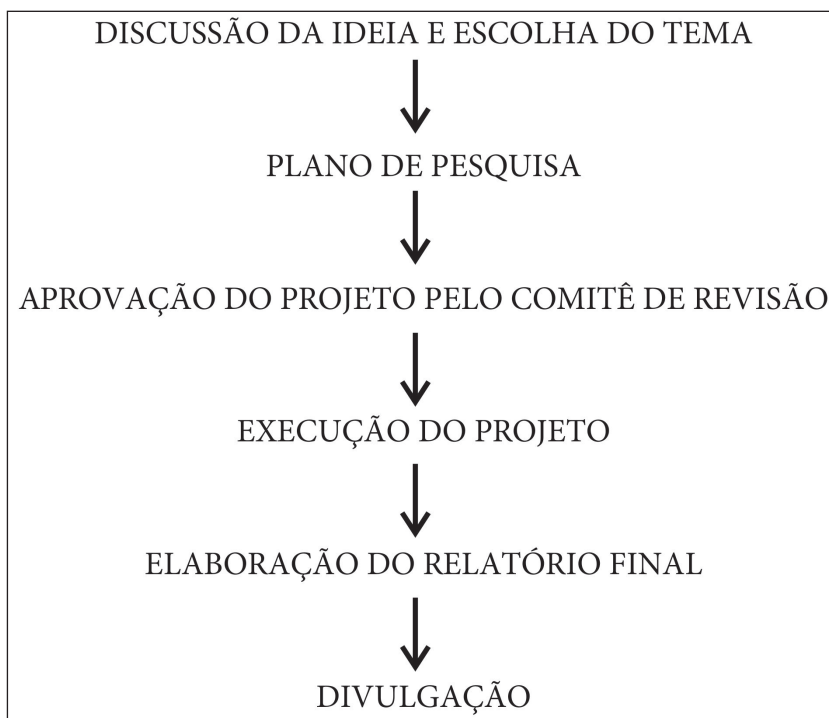 DISCUSSÃO DA IDEIA E ESCOLHA DO TEMA
PLANO DE PESQUISA
APROVAÇÃO DO PROJETO PELO COMITÊ DE REVISÃO
EXECUÇÃO DO PROJETO
ELABORAÇÃO DO RELATÓRIO FINAL
DIVULGAÇÃO